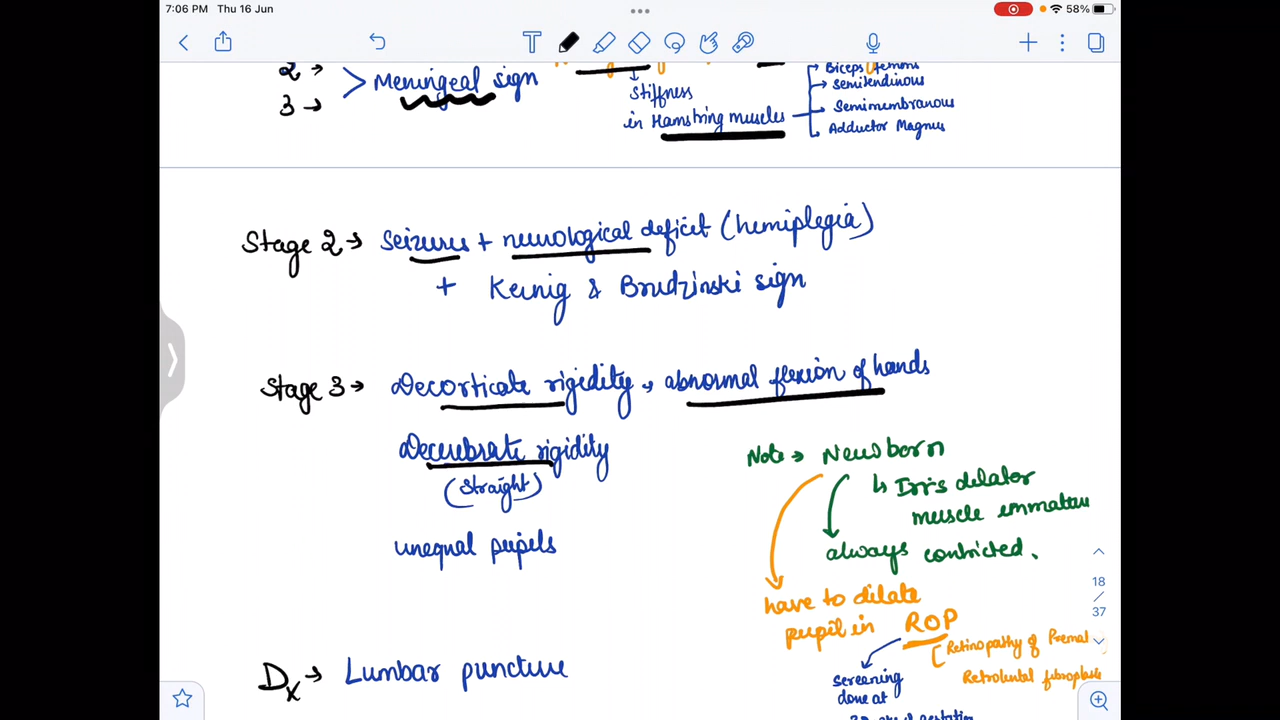 7:06 PM Thu 16 Jun
58%
2 →
3 →
Meningeal sign
Stiffness
in Hamstring muscles
Biceps femoris
Semitendinous
Semimembranous
Adductor Magnus
Stage 2 → Seizures + neurological deficit (hemiplegia)
+ Kernig & Brudzinski sign
Stage 3 → Decorticate rigidity → abnormal flexion of hands
Decerebrate rigidity
(straight)
unequal pupils
Note → Newborn
↳ Iris dilator
muscle emmature
always contricted.
have to dilate
pupil in ROP
Retinopathy of Premat
Retrolental fibroplasia
screening
done at
Dx → Lumbar puncture
18
/
37